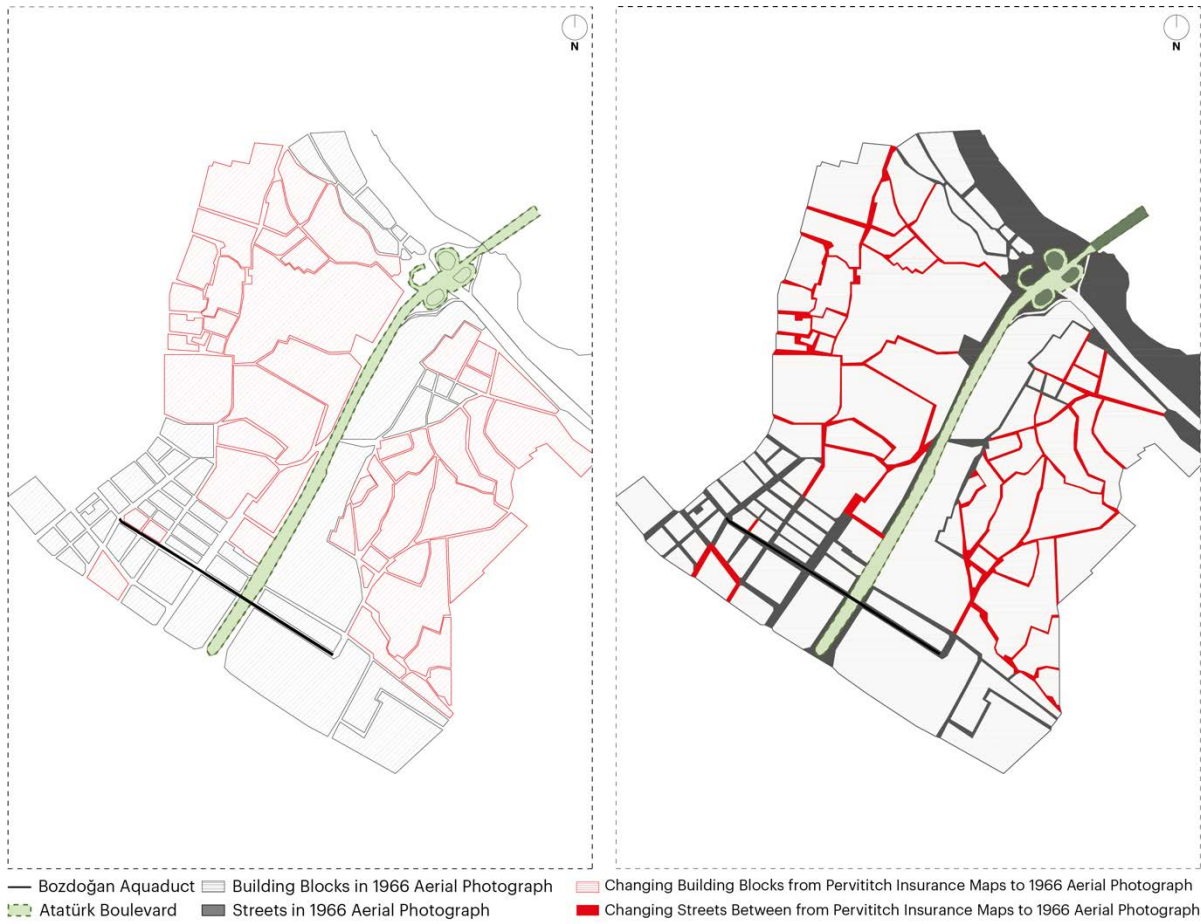 N
N
Bozdoğan Aquaduct Building Blocks in 1966 Aerial Photograph Changing Building Blocks from Pervititch Insurance Maps to 1966 Aerial Photograph
Atatürk Boulevard Streets in 1966 Aerial Photograph Changing Streets Between from Pervititch Insurance Maps to 1966 Aerial Photograph